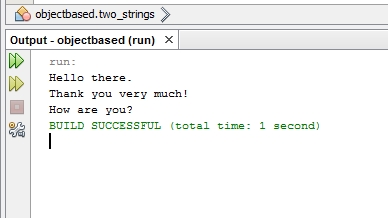 objectbased.two_strings
Output - objectbased (run)
run:
Hello there.
Thank you very much!
How are you?
BUILD SUCCESSFUL (total time: 1 second)